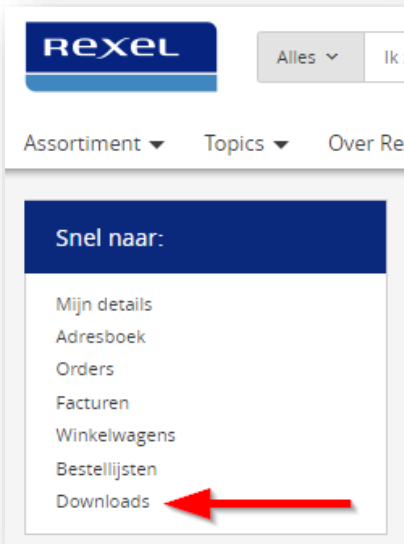 REXEL
Alles Ik
Assortiment Topics Over Re
Snel naar:
Mijn details
Adresboek
Orders
Facturen
Winkelwagens
Bestellijsten
Downloads